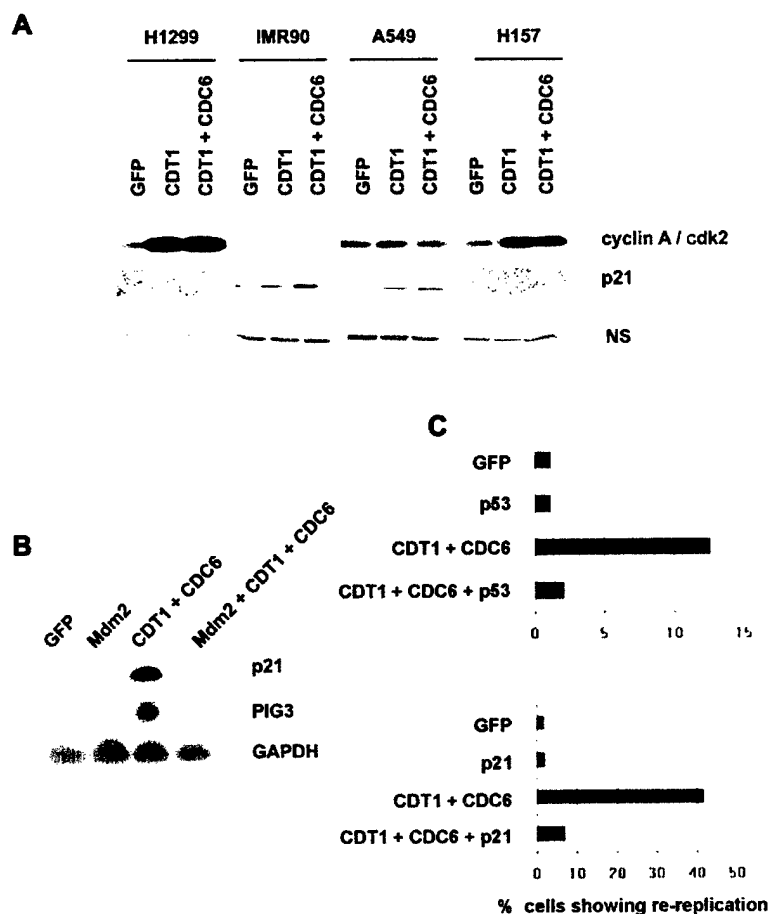 A
H1299 IMR90 A549 H157
GFP CDT1 CDT1 + CDC6 GFP CDT1 CDT1 + CDC6 GFP CDT1 CDT1 + CDC6 GFP CDT1 CDT1 + CDC6
cyclin A / cdk2
p21
NS
B
GFP Mdm2 CDT1 + CDC6 Mdm2 + CDT1 + CDC6
p21
PIG3
GAPDH
C
GFP
p53
CDT1 + CDC6
CDT1 + CDC6 + p53
0 5 10 15
GFP
p21
CDT1 + CDC6
CDT1 + CDC6 + p21
0 10 20 30 40 50
% cells showing re-replication